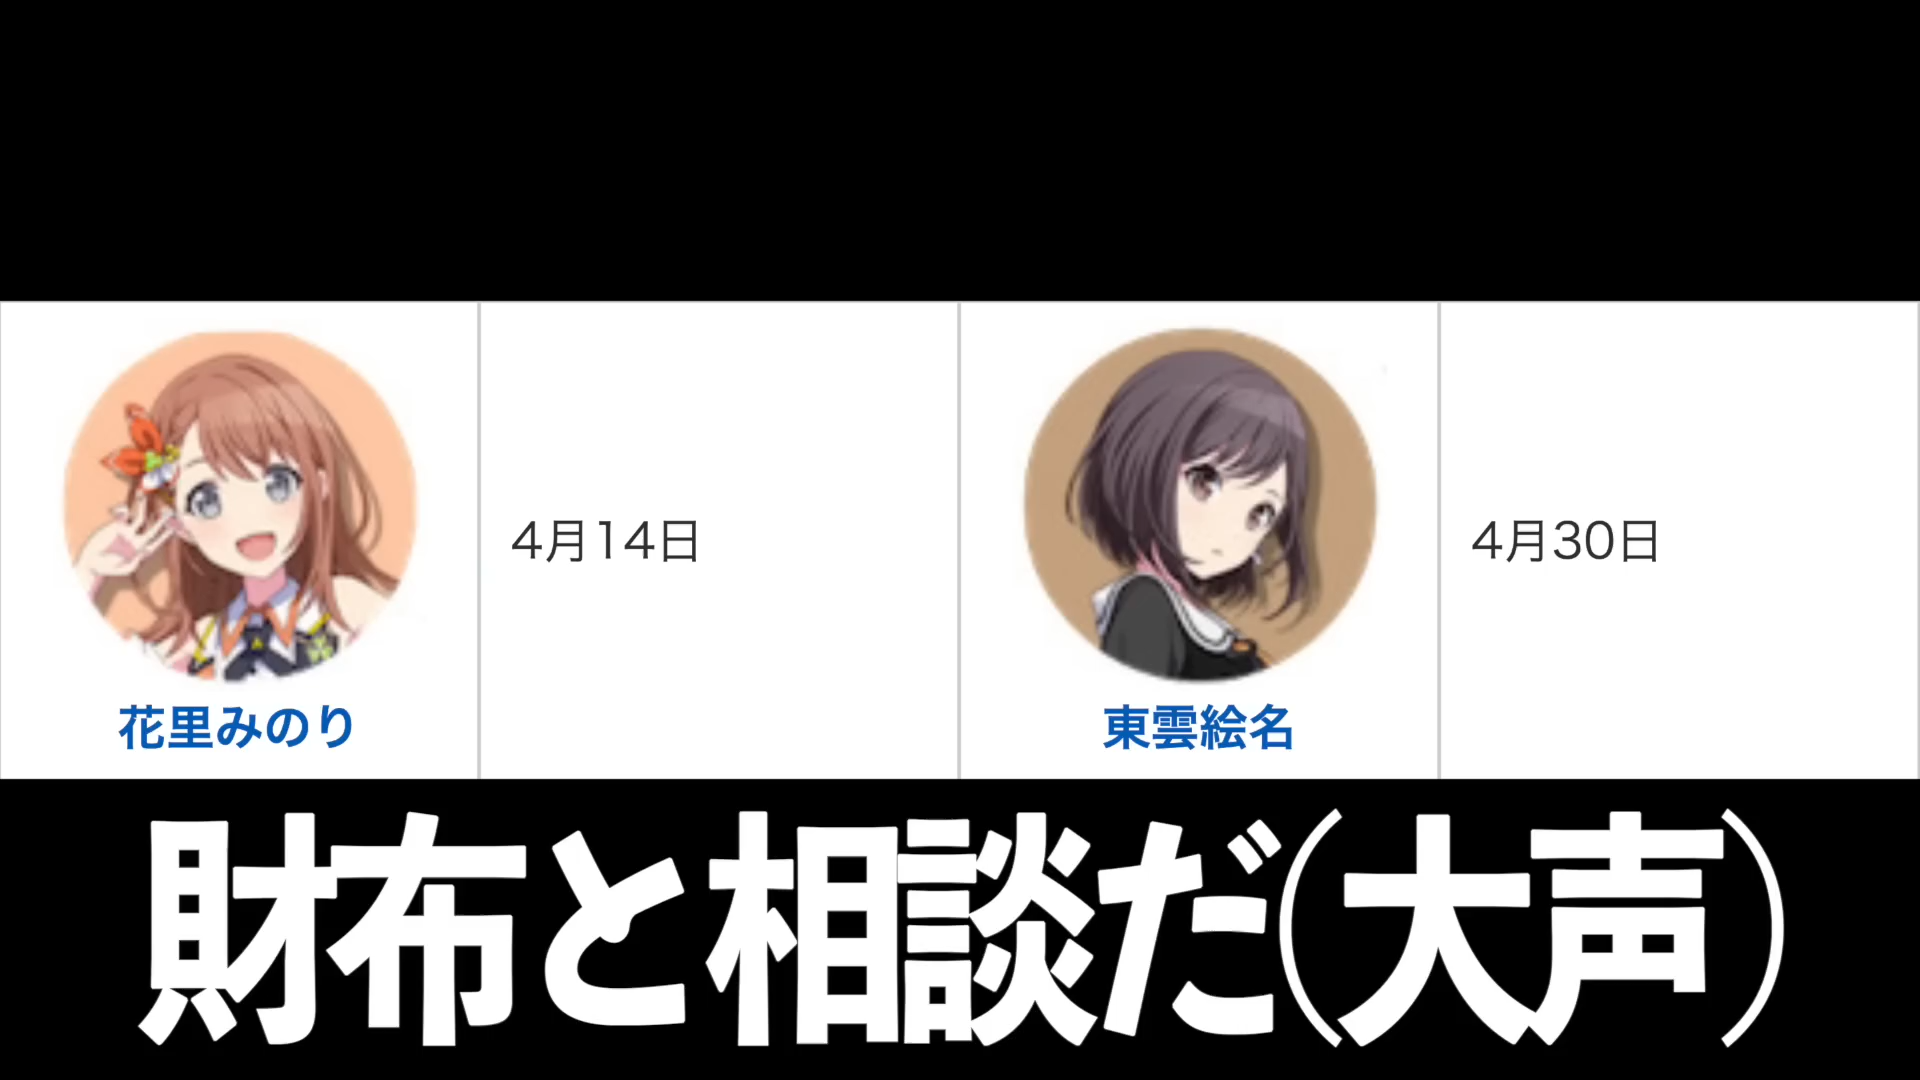 花里みのり
4月14日
東雲絵名
4月30日
財布と相談だ(大声)